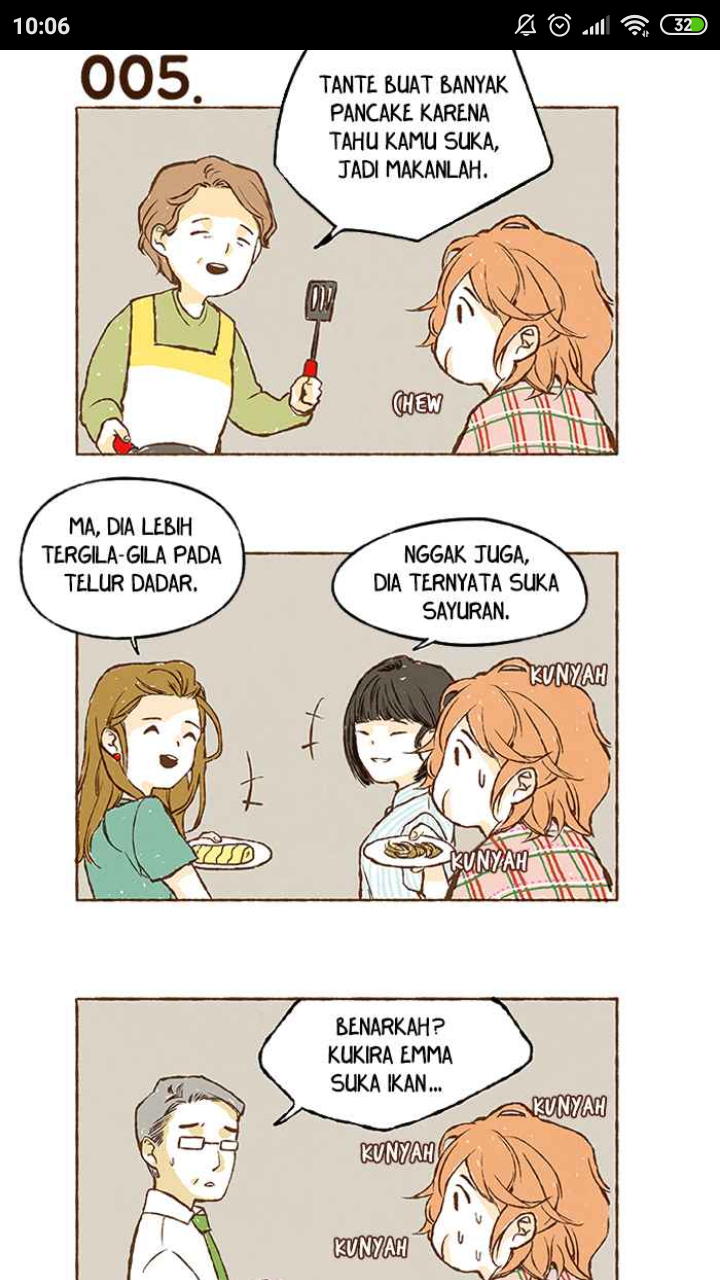 10:06
32
005.
TANTE BUAT BANYAK
PANCAKE KARENA
TAHU KAMU SUKA,
JADI MAKANLAH.
CHEW
MA, DIA LEBIH
TERGILA-GILA PADA
TELUR DADAR.
NGGAK JUGA,
DIA TERNYATA SUKA
SAYURAN.
KUNYAH
KUNYAH
BENARKAH?
KUKIRA EMMA
SUKA IKAN...
KUNYAH
KUNYAH
KUNYAH